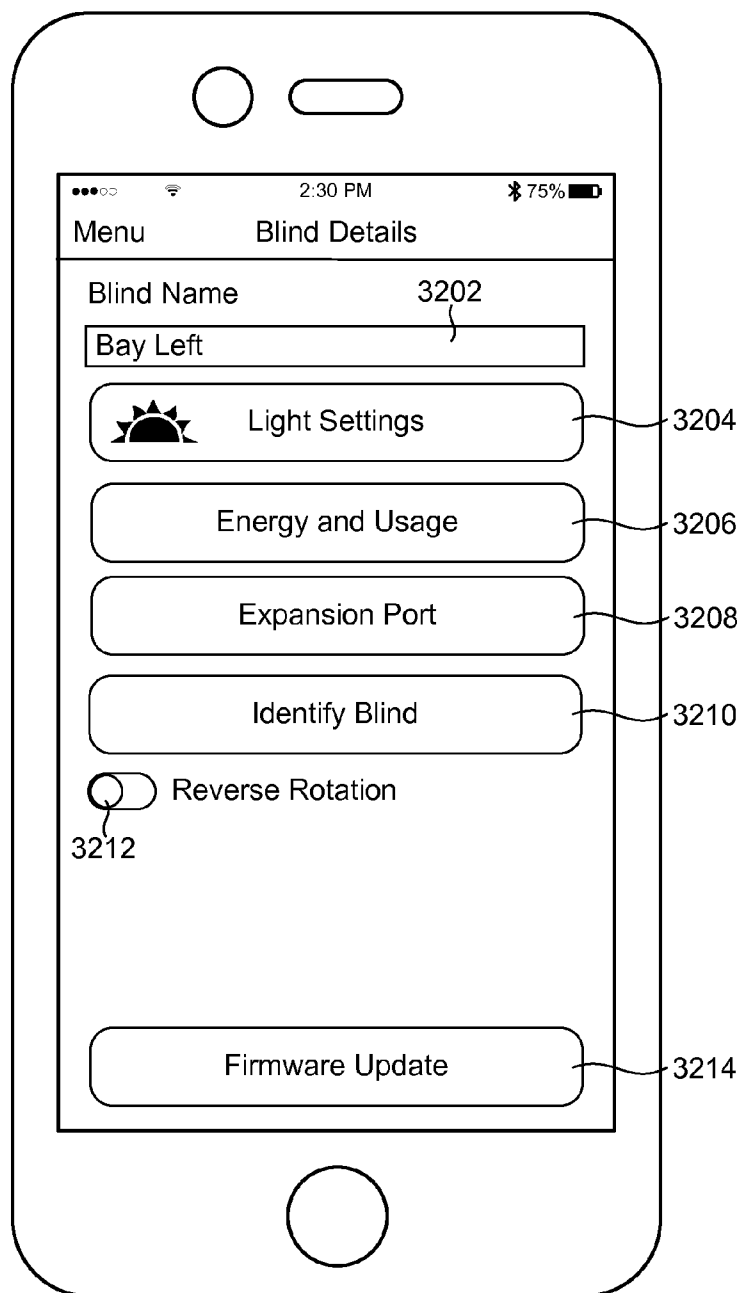 2:30 PM 75%
Menu Blind Details
Blind Name 3202
Bay Left
Light Settings 3204
Energy and Usage 3206
Expansion Port 3208
Identify Blind 3210
Reverse Rotation
3212
Firmware Update 3214